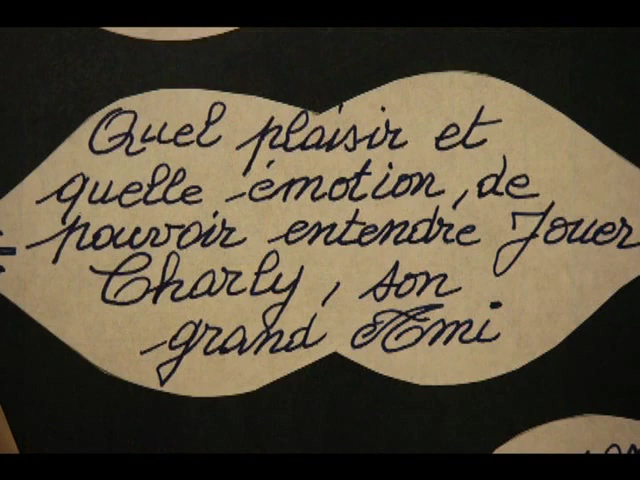 Quel plaisir et
quelle émotion, de
pouvoir entendre Jouer
Charly, son
grand Ami